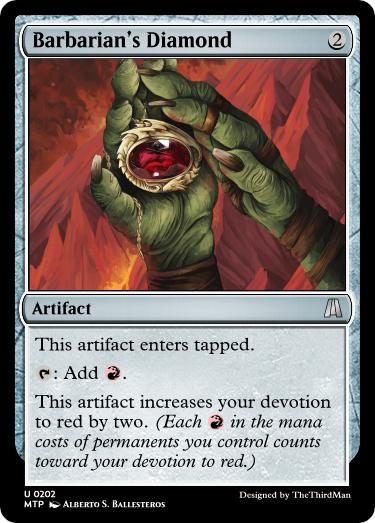 Barbarian's Diamond 2
Artifact
This artifact enters tapped.
: Add .
This artifact increases your devotion
to red by two. (Each in the mana
costs of permanents you control counts
toward your devotion to red.)
U 0202
MTP Alberto S. Ballesteros
Designed by TheThirdMan